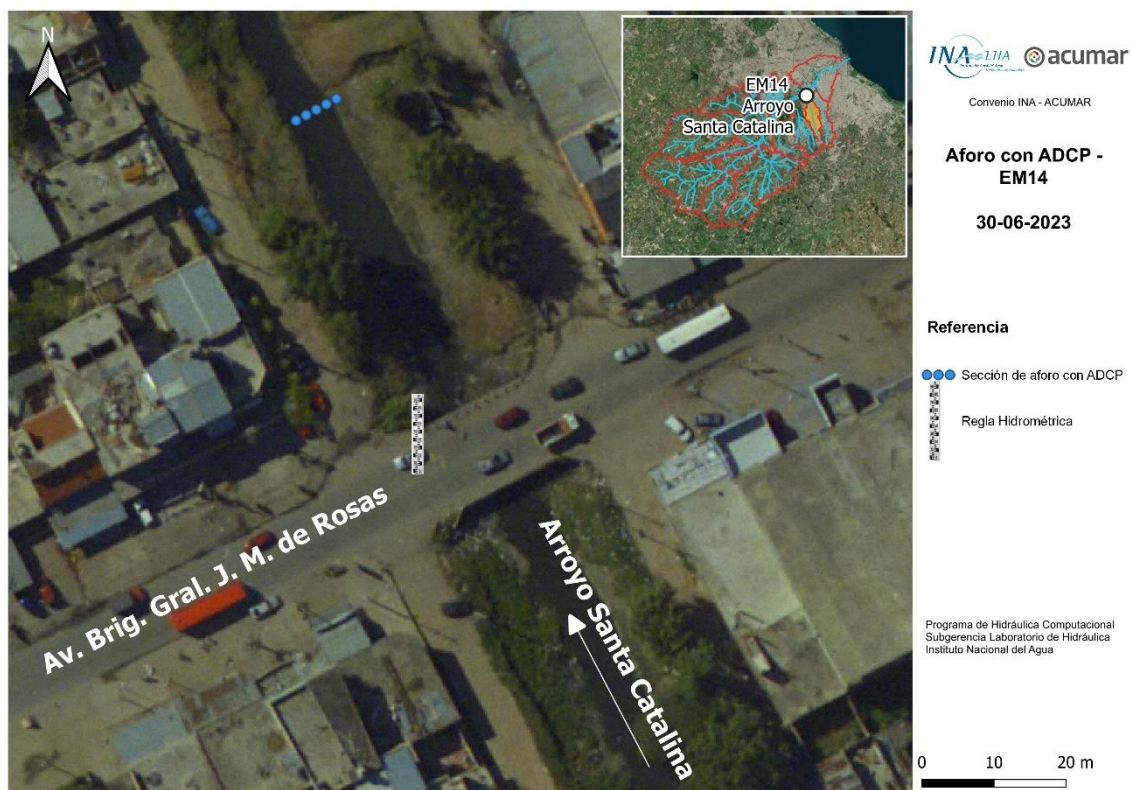 N
EM14
Arroyo
Santa Catalina
Av. Brig. Gral. J. M. de Rosas
Arroyo Santa Catalina
INA LHA
acumar
Convenio INA - ACUMAR
Aforo con ADCP -
EM14
30-06-2023
Referencia
Sección de aforo con ADCP
Regla Hidrométrica
Programa de Hidráulica Computacional
Subgerencia Laboratorio de Hidráulica
Instituto Nacional del Agua
0 10 20 m